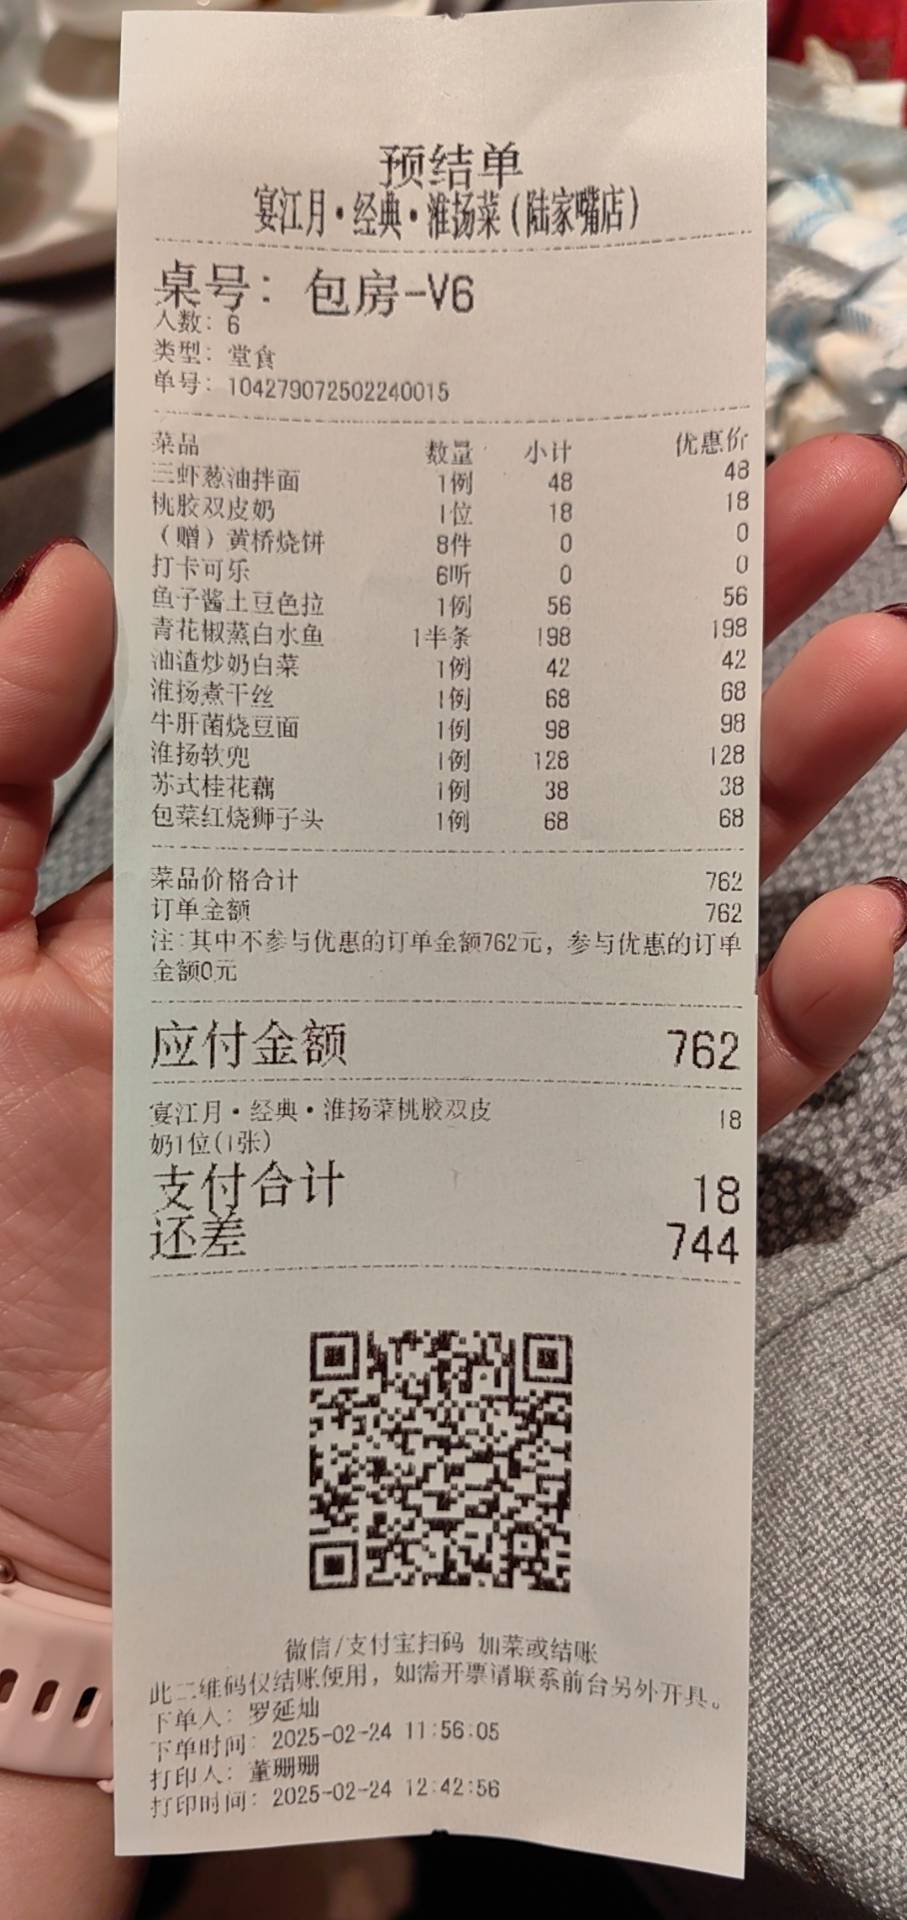 预结单
宴江月·经典·淮扬菜(陆家嘴店)
桌号: 包房-V6
人数: 6
类型: 堂食
单号: 104279072502240015
菜品 数量 小计 优惠价
三虾葱油拌面 1例 48 48
桃胶双皮奶 1位 18 18
(赠)黄桥烧饼 8件 0 0
打卡可乐 6听 0 0
鱼子酱土豆色拉 1例 56 56
青花椒蒸白水鱼 1半条 198 198
油渣炒奶白菜 1例 42 42
淮扬煮干丝 1例 68 68
牛肝菌烧豆面 1例 98 98
淮扬软兜 1例 128 128
苏式桂花藕 1例 38 38
包菜红烧狮子头 1例 68 68
菜品价格合计 762
订单金额 762
注:其中不参与优惠的订单金额762元, 参与优惠的订单
金额0元
应付金额 762
宴江月·经典·淮扬菜桃胶双皮 18
奶1位(1张)
支付合计 18
还差 744
微信/支付宝扫码 加菜或结账
此二维码仅结账使用, 如需开票请联系前台另外开具。
下单人: 罗延灿
下单时间: 2025-02-24 11:56:05
打印人: 董珊珊
打印时间: 2025-02-24 12:42:56